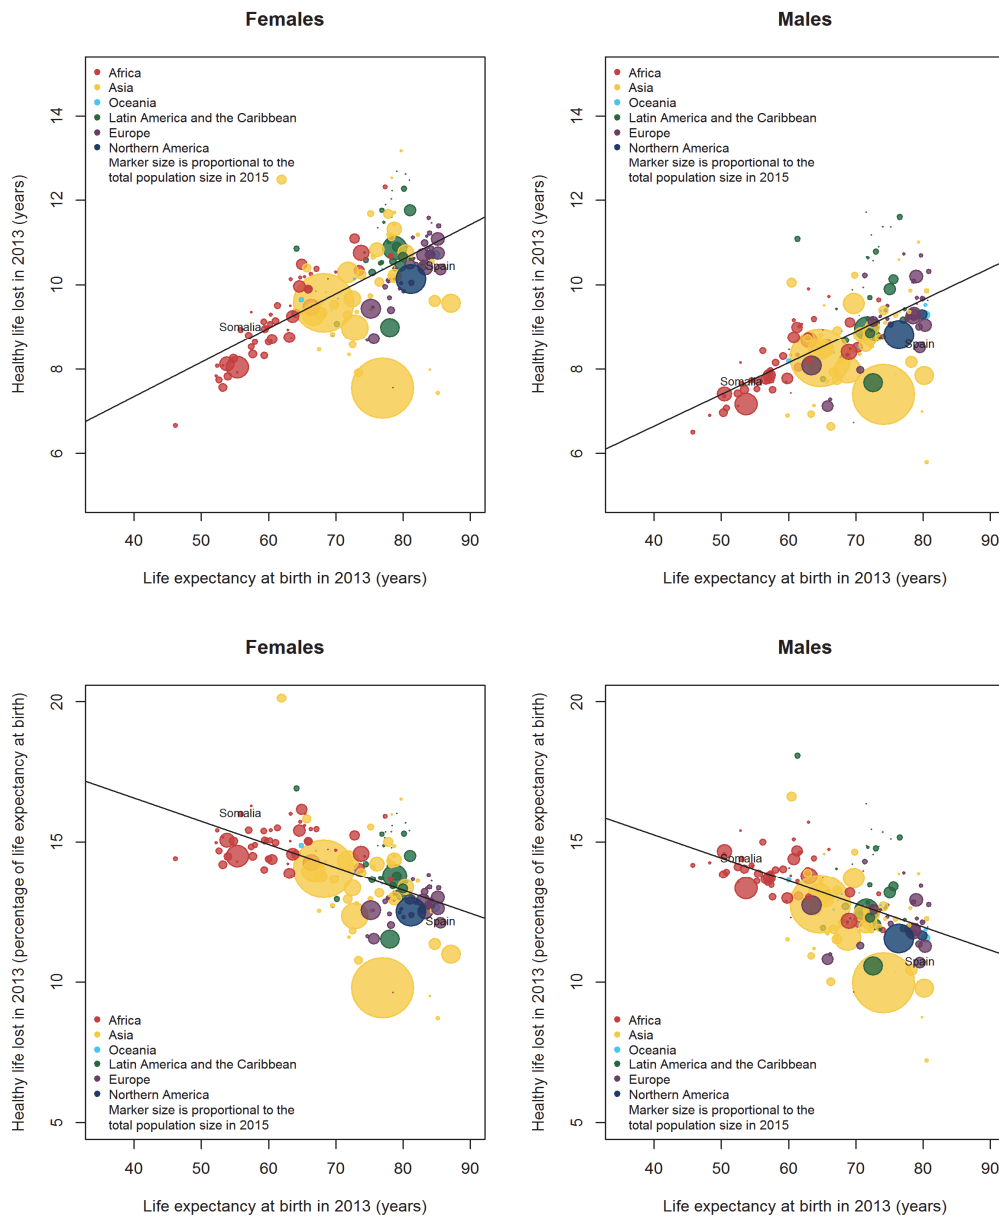 Females
Healthy life lost in 2013 (years)
14
12
10
8
6
Africa
Asia
Oceania
Latin America and the Caribbean
Europe
Northern America
Marker size is proportional to the
total population size in 2015
Spain
Somalia
40
50
60
70
80
90
Life expectancy at birth in 2013 (years)
Males
Healthy life lost in 2013 (years)
14
12
10
8
6
Africa
Asia
Oceania
Latin America and the Caribbean
Europe
Northern America
Marker size is proportional to the
total population size in 2015
Spain
Somalia
40
50
60
70
80
90
Life expectancy at birth in 2013 (years)
Females
Healthy life lost in 2013 (percentage of life expectancy at birth)
20
15
10
5
Somalia
Spain
Africa
Asia
Oceania
Latin America and the Caribbean
Europe
Northern America
Marker size is proportional to the
total population size in 2015
40
50
60
70
80
90
Life expectancy at birth in 2013 (years)
Males
Healthy life lost in 2013 (percentage of life expectancy at birth)
20
15
10
5
Somalia
Spain
Africa
Asia
Oceania
Latin America and the Caribbean
Europe
Northern America
Marker size is proportional to the
total population size in 2015
40
50
60
70
80
90
Life expectancy at birth in 2013 (years)